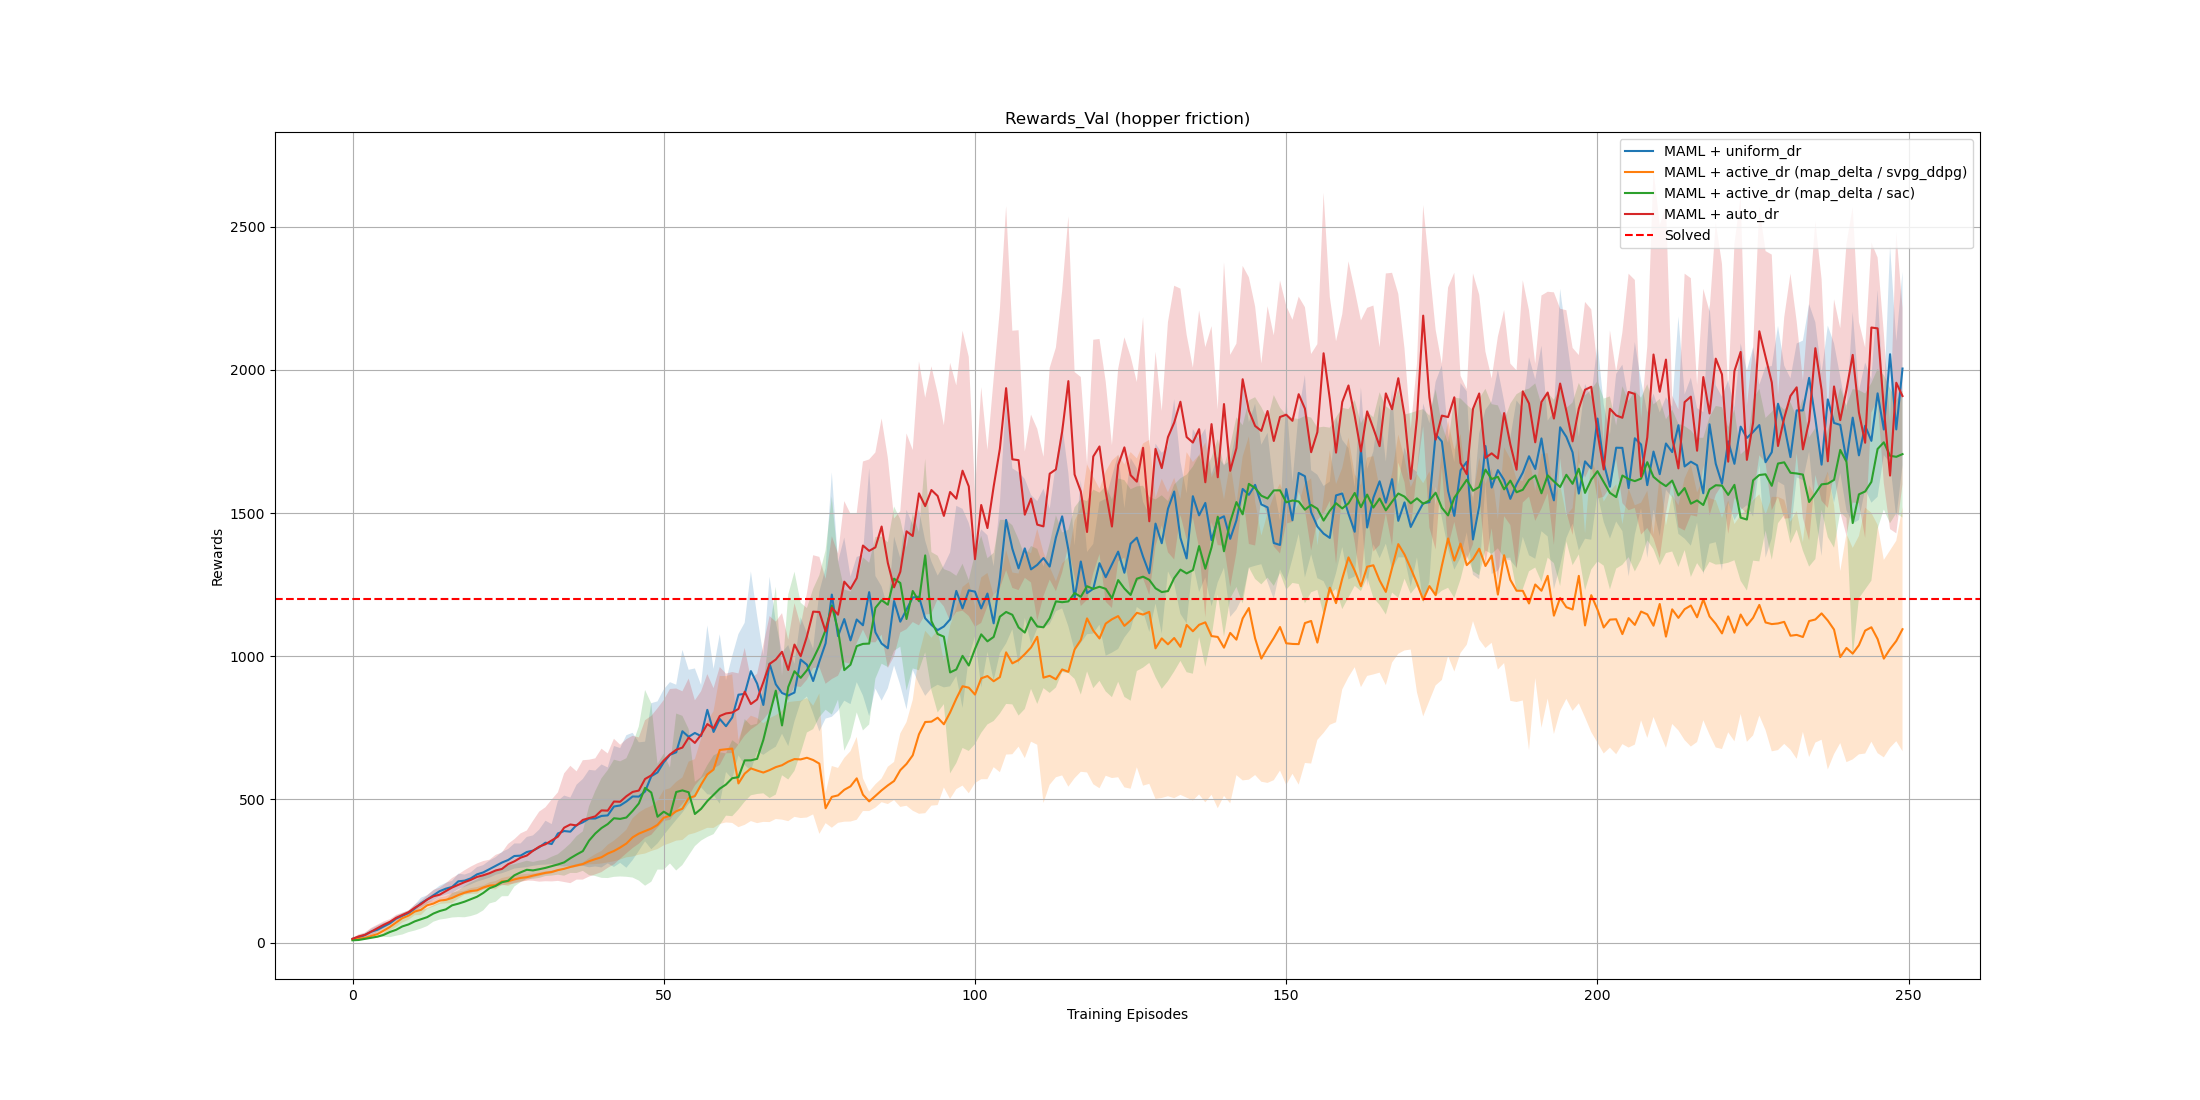 Rewards_Val (hopper friction)
MAML + uniform_dr
MAML + active_dr (map_delta / svpg_ddpg)
MAML + active_dr (map_delta / sac)
MAML + auto_dr
Solved
2500
2000
1500
1000
500
0
Rewards
0 50 100 150 200 250
Training Episodes